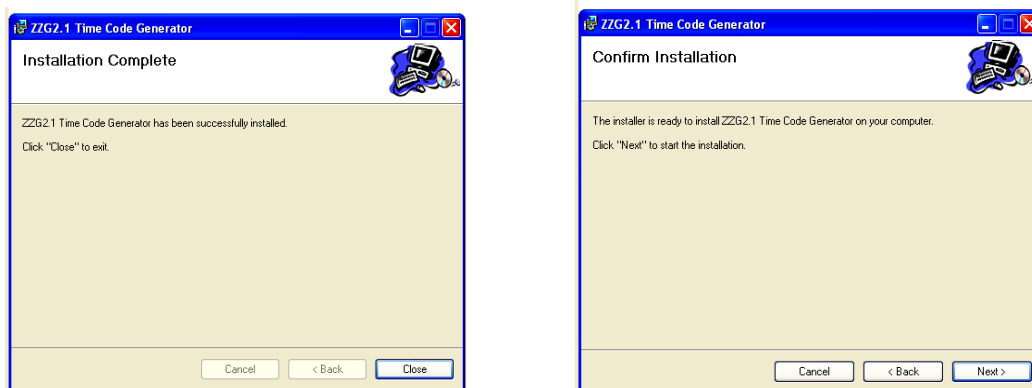 ZZG2.1 Time Code Generator
Installation Complete
ZZG2.1 Time Code Generator has been successfully installed.
Click "Close" to exit.
Cancel
< Back
Close
ZZG2.1 Time Code Generator
Confirm Installation
The installer is ready to install ZZG2.1 Time Code Generator on your computer.
Click "Next" to start the installation.
Cancel
< Back
Next >